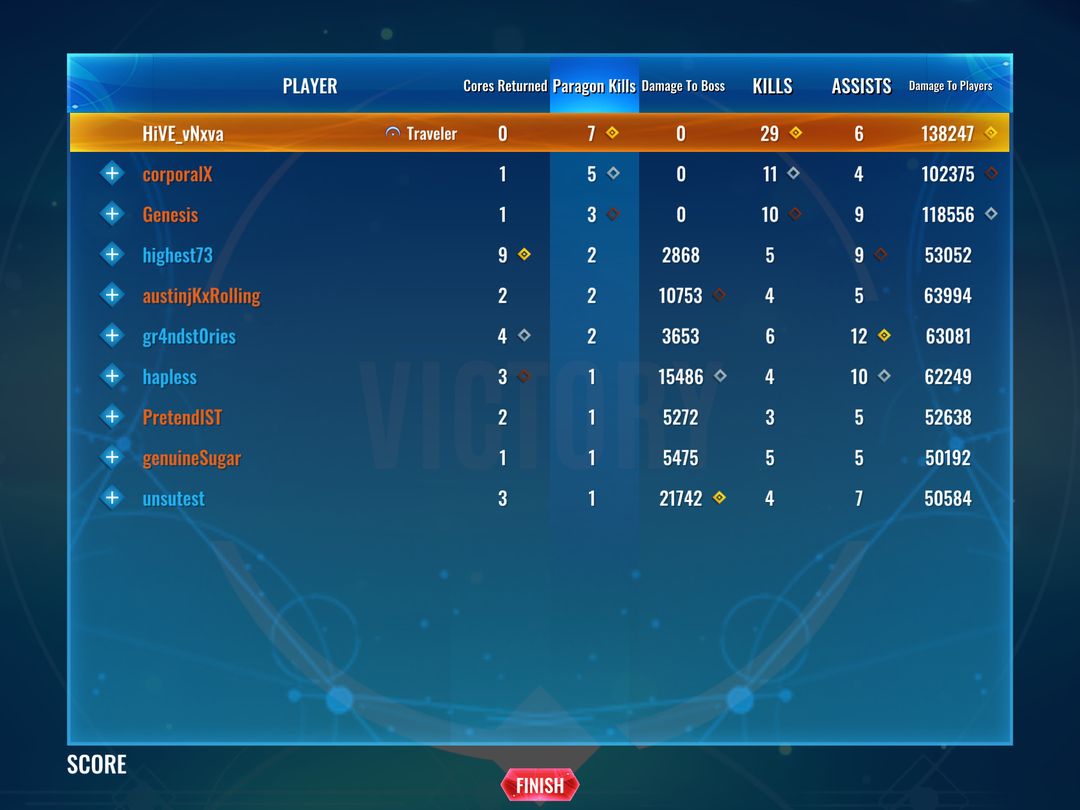 PLAYER Cores Returned Paragon Kills Damage To Boss KILLS ASSISTS Damage To Players
HiVE_vNxva Traveler 0 7 0 29 6 138247
corporalX 1 5 0 11 4 102375
Genesis 1 3 0 10 9 118556
highest73 9 2 2868 5 9 53052
austinjKxRolling 2 2 10753 4 5 63994
gr4ndst0ries 4 2 3653 6 12 63081
hapless 3 1 15486 4 10 62249
PretendIST 2 1 5272 3 5 52638
genuineSugar 1 1 5475 5 5 50192
unsutest 3 1 21742 4 7 50584
VICTORY
SCORE
FINISH